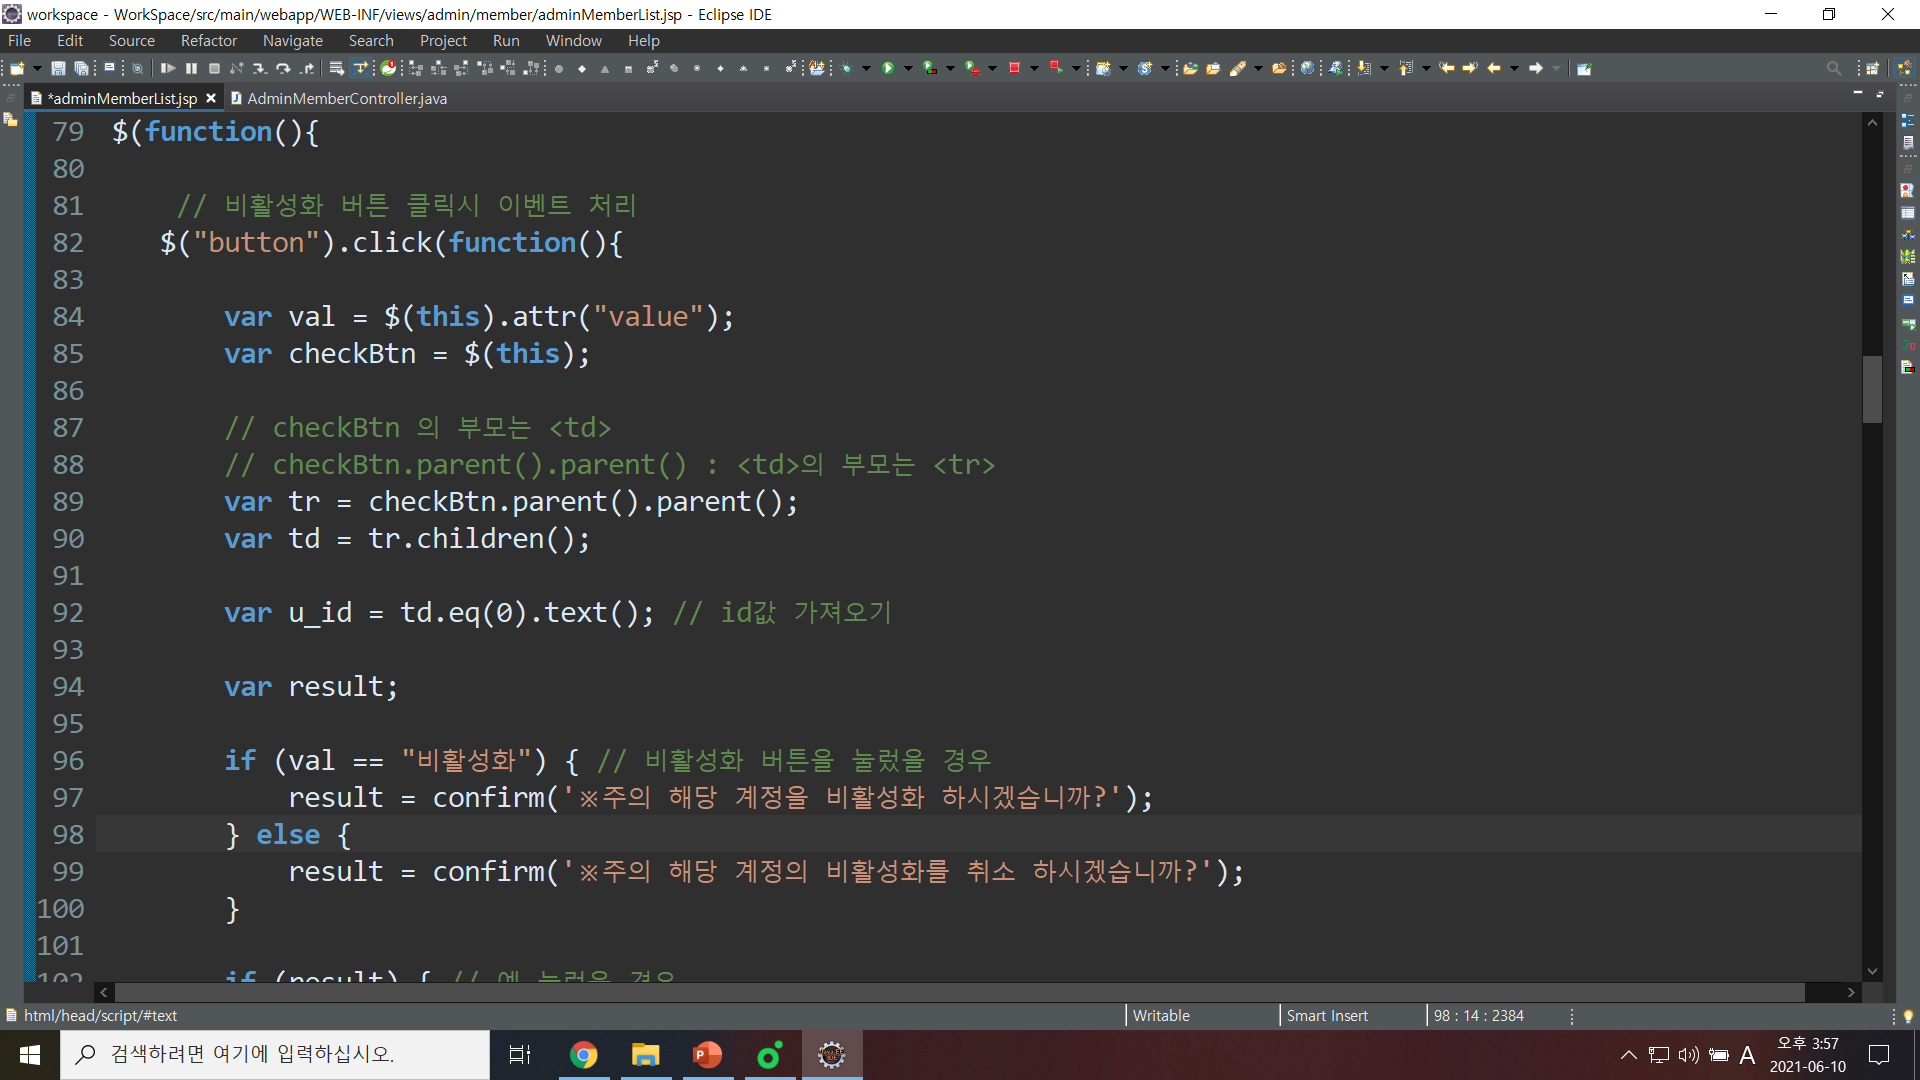 workspace - WorkSpace/src/main/webapp/WEB-INF/views/admin/member/adminMemberList.jsp - Eclipse IDE
File Edit Source Refactor Navigate Search Project Run Window Help
*adminMemberList.jsp AdminMemberController.java
79 $(function(){
80
81 // 비활성화 버튼 클릭시 이벤트 처리
82 $("button").click(function(){
83
84 var val = $(this).attr("value");
85 var checkBtn = $(this);
86
87 // checkBtn 의 부모는 <td>
88 // checkBtn.parent().parent() : <td>의 부모는 <tr>
89 var tr = checkBtn.parent().parent();
90 var td = tr.children();
91
92 var u_id = td.eq(0).text(); // id값 가져오기
93
94 var result;
95
96 if (val == "비활성화") { // 비활성화 버튼을 눌렀을 경우
97 result = confirm('※주의 해당 계정을 비활성화 하시겠습니까?');
98 } else {
99 result = confirm('※주의 해당 계정의 비활성화를 취소 하시겠습니까?');
100 }
101
102 if (result) { // 예 눌렀을 경우
html/head/script/#text Writable Smart Insert 98 : 14 : 2384
검색하려면 여기에 입력하십시오.
A 오후 3:57
2021-06-10